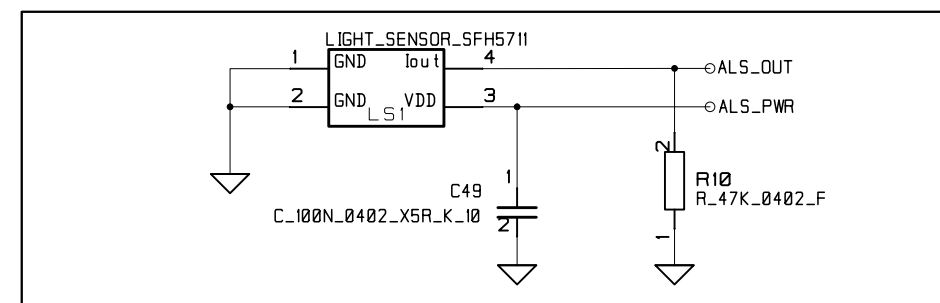 LIGHT_SENSOR_SFH5711
1 GND Iout 4 ALS_OUT
2 GND VDD 3 ALS_PWR
LS1
2
1
R10
C49
R_47K_0402_F
C_100N_0402_X5R_K_10
2
1